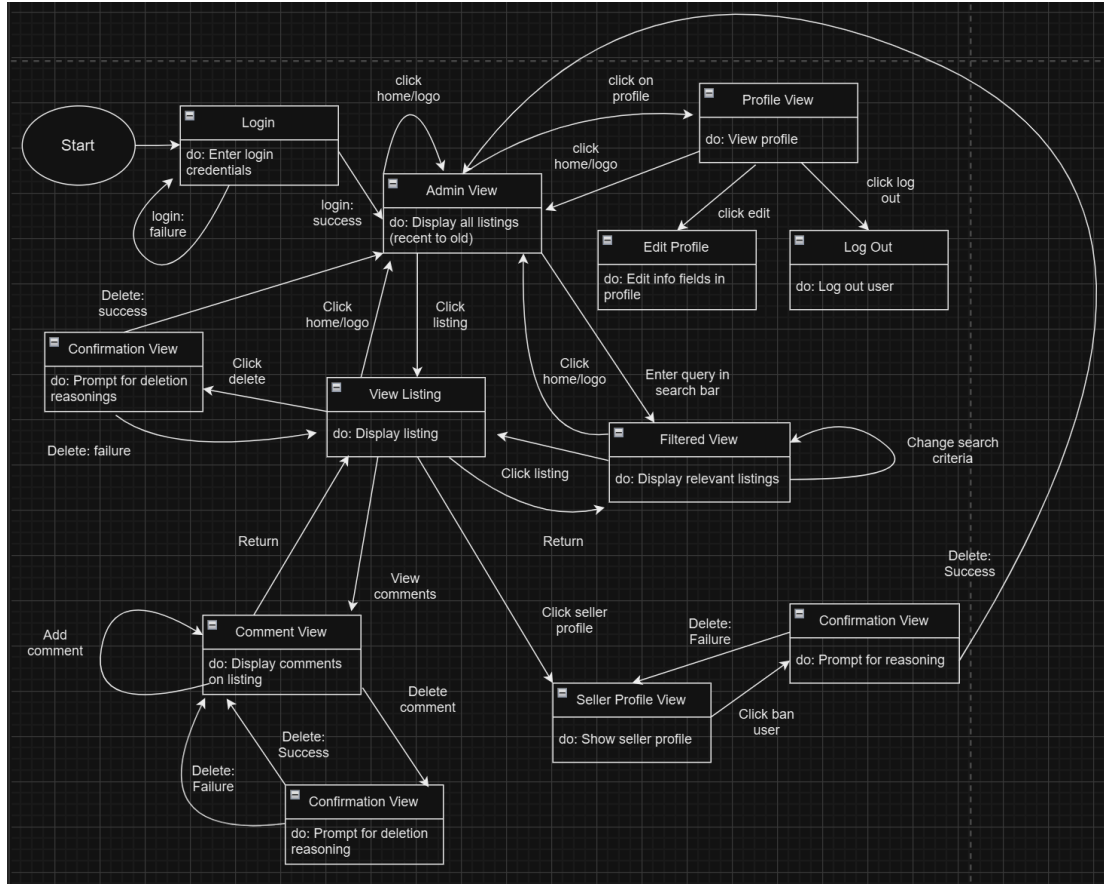 Start
Login
do: Enter login
credentials
login:
failure
login:
success
click
home/logo
Admin View
do: Display all listings
(recent to old)
click on
profile
click
home/logo
Profile View
do: View profile
click edit
click log
out
Edit Profile
do: Edit info fields in
profile
Log Out
do: Log out user
Delete:
success
Click
home/logo
Click
listing
Confirmation View
do: Prompt for deletion
reasonings
Click
delete
Delete: failure
View Listing
do: Display listing
Click
home/logo
Enter query in
search bar
Filtered View
do: Display relevant listings
Change search
criteria
Click listing
Return
Return
View
comments
Click seller
profile
Delete:
Success
Add
comment
Comment View
do: Display comments
on listing
Delete
comment
Delete:
Success
Delete:
Failure
Confirmation View
do: Prompt for deletion
reasoning
Seller Profile View
do: Show seller profile
Delete:
Failure
Click ban
user
Confirmation View
do: Prompt for reasoning